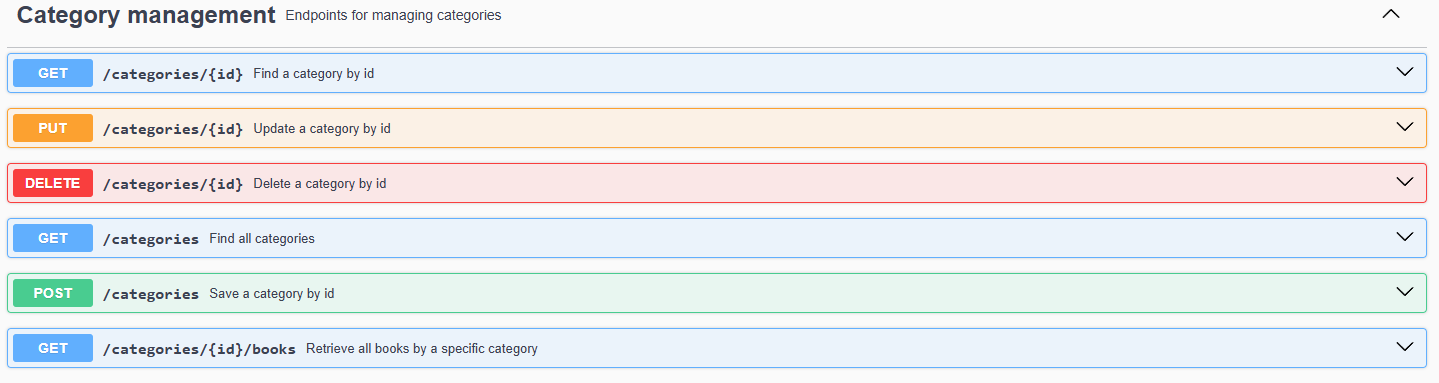 Category management Endpoints for managing categories
GET /categories/{id} Find a category by id
PUT /categories/{id} Update a category by id
DELETE /categories/{id} Delete a category by id
GET /categories Find all categories
POST /categories Save a category by id
GET /categories/{id}/books Retrieve all books by a specific category